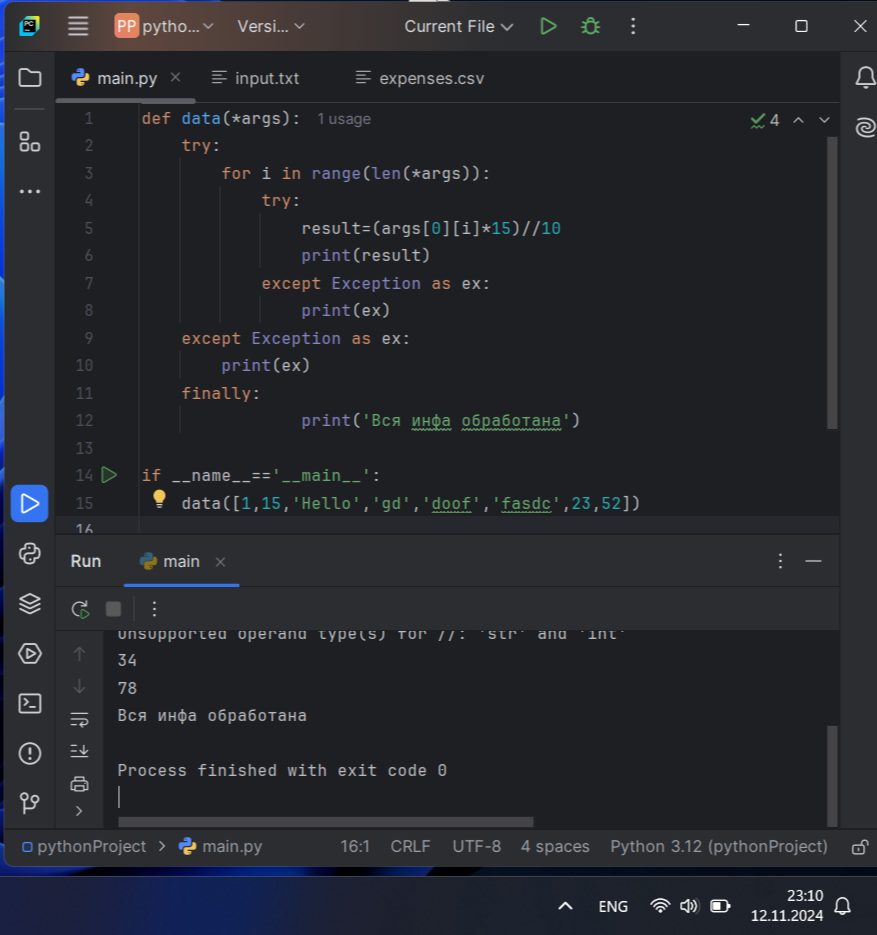 PP pytho... Versi... Current File
main.py input.txt expenses.csv
1 def data(*args): 1 usage 4
2 try:
3 for i in range(len(*args)):
4 try:
5 result=(args[0][i]*15)//10
6 print(result)
7 except Exception as ex:
8 print(ex)
9 except Exception as ex:
10 print(ex)
11 finally:
12 print('Вся инфа обработана')
13
14 if __name__=='__main__':
15 data([1,15,'Hello','gd','doof','fasdc',23,52])
16
Run main
unsupported operand type(s) for //: 'str' and 'int'
34
78
Вся инфа обработана
Process finished with exit code 0
pythonProject > main.py 16:1 CRLF UTF-8 4 spaces Python 3.12 (pythonProject)
ENG 23:10
12.11.2024